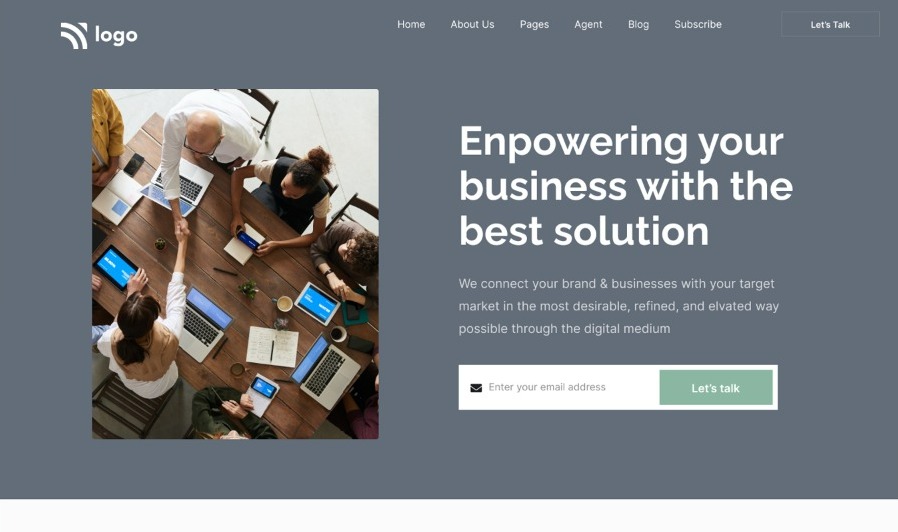 logo
Home About Us Pages Agent Blog Subscribe Let's Talk
Enpowering your
business with the
best solution
We connect your brand & businesses with your target
market in the most desirable, refined, and elvated way
possible through the digital medium
Enter your email address Let's talk